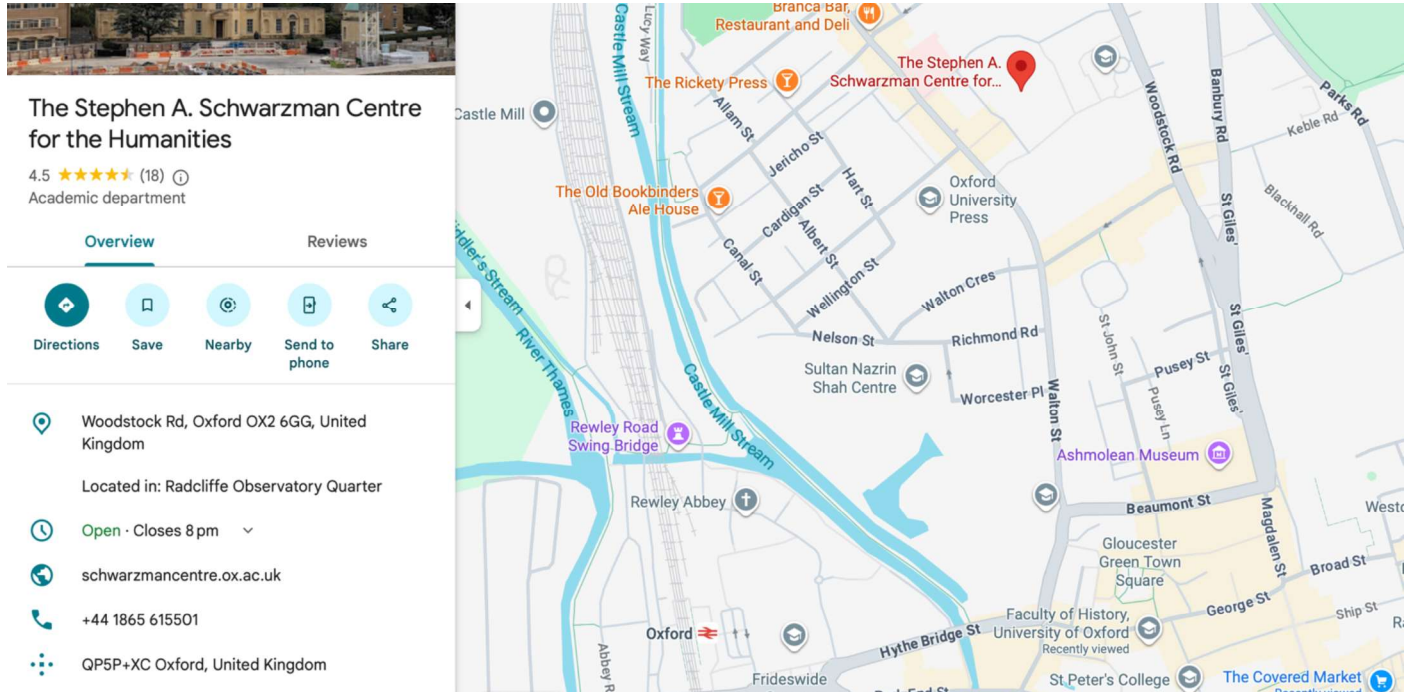 The Stephen A. Schwarzman Centre
for the Humanities
4.5
(18)
Academic department
Overview
Reviews
Directions
Save
Nearby
Send to
phone
Share
Woodstock Rd, Oxford OX2 6GG, United
Kingdom
Located in: Radcliffe Observatory Quarter
Open · Closes 8 pm
schwarzmancentre.ox.ac.uk
+44 1865 615501
QP5P+XC Oxford, United Kingdom
Branca Bar,
Restaurant and Deli
The Stephen A.
Schwarzman Centre for...
The Rickety Press
Castle Mill
Castle Mill Stream
Lucy Way
Allam St
Jericho St
Woodstock Rd
Banbury Rd
Parks Rd
Keble Rd
The Old Bookbinders
Ale House
Cardigan St
Hart St
Oxford
University
Press
Albert St
Canal St
Wellington St
St Giles'
Blackhall Rd
Stream
River Thames
Walton Cres
Nelson St
Richmond Rd
St Giles'
St John St
Pusey St
Sultan Nazrin
Shah Centre
Worcester Pl
Walton St
Pusey Ln
St Giles'
Castle Mill Stream
Rewley Road
Swing Bridge
Ashmolean Museum
Rewley Abbey
Beaumont St
Magdalen St
Gloucester
Green Town
Square
Broad St
George St
Ship St
Faculty of History,
University of Oxford
Recently viewed
Oxford
Hythe Bridge St
Frideswide
St Peter's College
The Covered Market